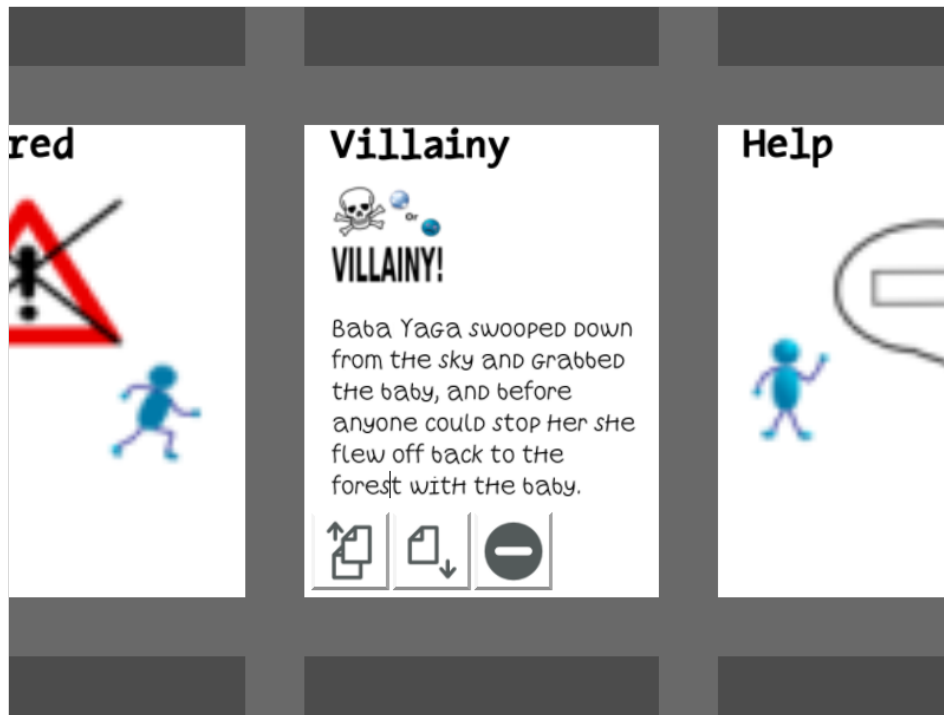 red
Villainy
Help
Or
VILLAINY!
Baba Yaga swooped down
from the sky and grabbed
the baby, and before
anyone could stop her she
flew off back to the
forest with the baby.